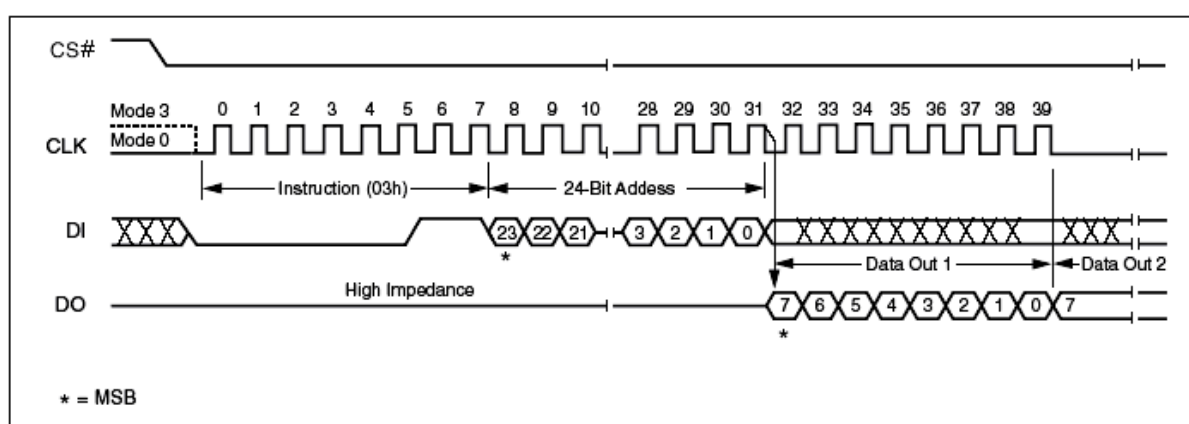 CS#
Mode 3 0 1 2 3 4 5 6 7 8 9 10 28 29 30 31 32 33 34 35 36 37 38 39
CLK Mode 0
Instruction (03h) 24-Bit Addess
DI 23 22 21 3 2 1 0
* Data Out 1 Data Out 2
High Impedance
DO 7 6 5 4 3 2 1 0 7
*
* = MSB